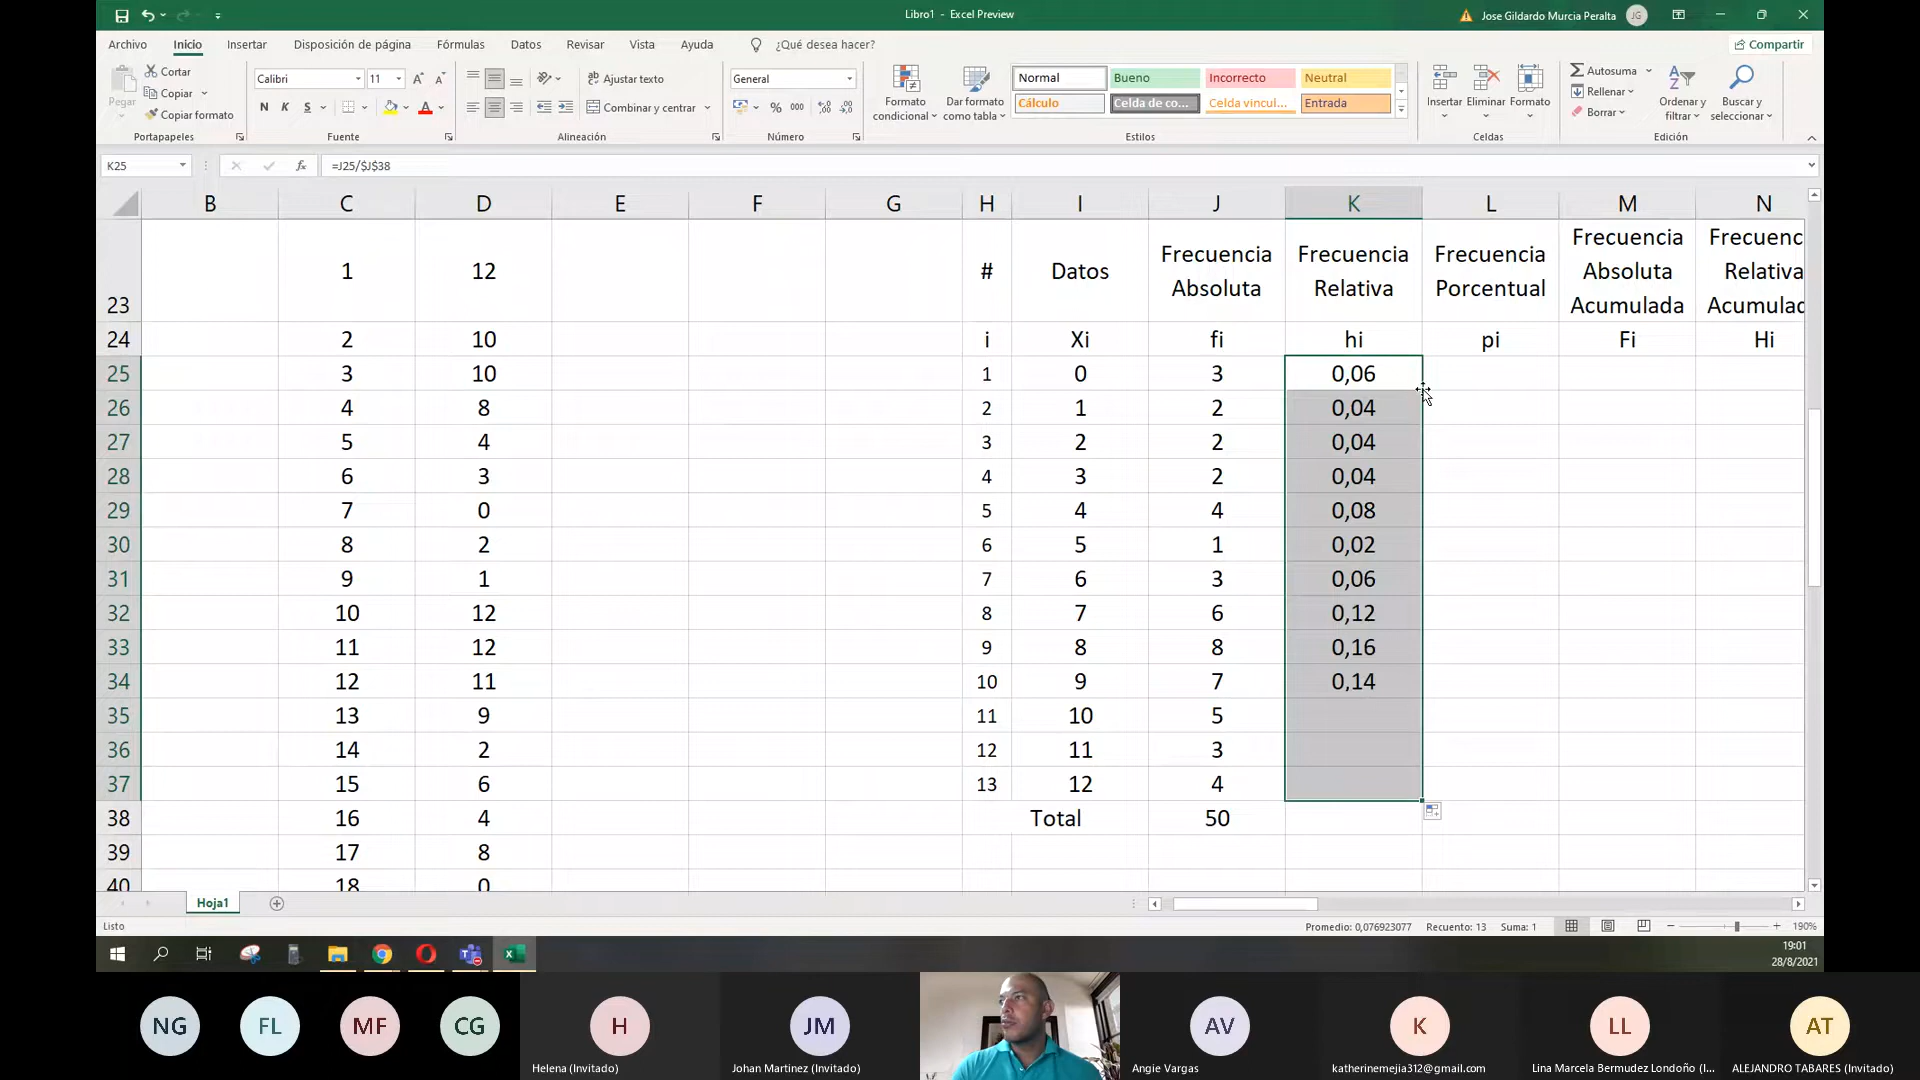 Libro1 - Excel Preview
Jose Gildardo Murcia Peralta
JG
Archivo Inicio Insertar Disposición de página Fórmulas Datos Revisar Vista Ayuda ¿Qué desea hacer? Compartir
Pegar
Cortar
Copiar
Copiar formato
Portapapeles
Calibri 11
N K S
Fuente
Ajustar texto
Combinar y centrar
Alineación
General
% 000
Número
Formato condicional
Dar formato como tabla
Normal Bueno Incorrecto Neutral
Cálculo Celda de co... Celda vincul... Entrada
Estilos
Insertar Eliminar Formato
Celdas
Autosuma
Rellenar
Borrar
Ordenar y filtrar
Buscar y seleccionar
Edición
K25 fx =J25/$J$38
B C D E F G H I J K L M N
23 1 12 # Datos Frecuencia Absoluta Frecuencia Relativa Frecuencia Porcentual Frecuencia Absoluta Acumulada Frecuenc Relativa Acumulad
24 2 10 i Xi fi hi pi Fi Hi
25 3 10 1 0 3 0,06
26 4 8 2 1 2 0,04
27 5 4 3 2 2 0,04
28 6 3 4 3 2 0,04
29 7 0 5 4 4 0,08
30 8 2 6 5 1 0,02
31 9 1 7 6 3 0,06
32 10 12 8 7 6 0,12
33 11 12 9 8 8 0,16
34 12 11 10 9 7 0,14
35 13 9 11 10 5
36 14 2 12 11 3
37 15 6 13 12 4
38 16 4 Total 50
39 17 8
40 18 0
Hoja1
Listo
Promedio: 0,076923077 Recuento: 13 Suma: 1
190%
19:01
28/8/2021
NG
FL
MF
CG
H
Helena (Invitado)
JM
Johan Martinez (Invitado)
AV
Angie Vargas
K
katherinemejia312@gmail.com
LL
Lina Marcela Bermudez Londoño (I...
AT
ALEJANDRO TABARES (Invitado)